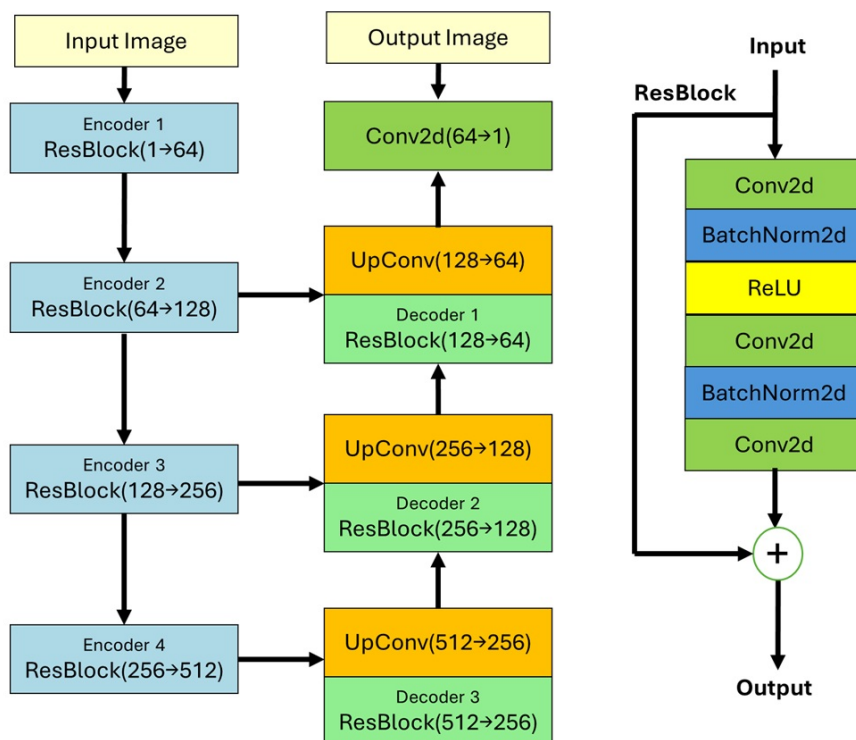 Input Image
Encoder 1
ResBlock(1→64)
Encoder 2
ResBlock(64→128)
Encoder 3
ResBlock(128→256)
Encoder 4
ResBlock(256→512)
Output Image
Conv2d(64→1)
UpConv(128→64)
Decoder 1
ResBlock(128→64)
UpConv(256→128)
Decoder 2
ResBlock(256→128)
UpConv(512→256)
Decoder 3
ResBlock(512→256)
Input
ResBlock
Conv2d
BatchNorm2d
ReLU
Conv2d
BatchNorm2d
Conv2d
+
Output